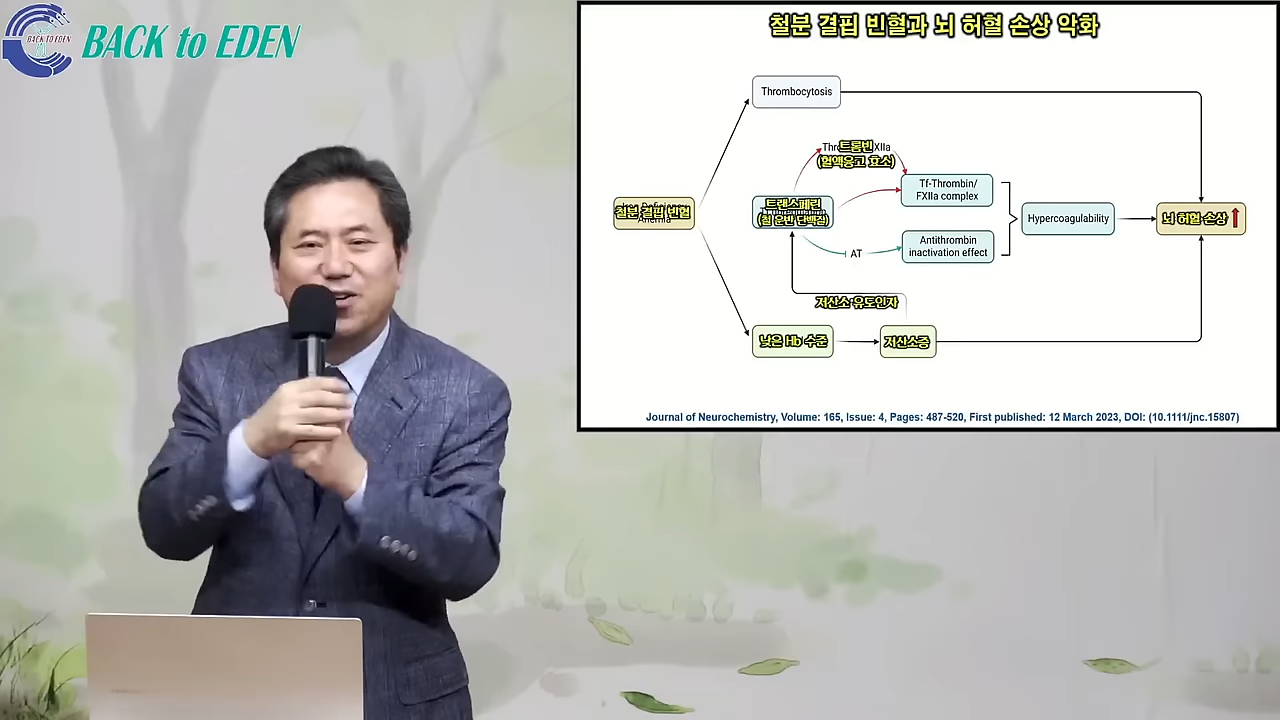 BACK TO EDEN
BACK to EDEN
철분 결핍 빈혈과 뇌 허혈 손상 악화
Thrombocytosis
트롬빈 XIIa
(혈액응고 효소)
Tf-Thrombin/
FXIIa complex
철분 결핍 빈혈
트랜스페린
(철 운반 단백질)
Hypercoagulability
뇌 허혈 손상
AT
Antithrombin
inactivation effect
저산소 유도인자
낮은 Hb 수준
저산소증
Journal of Neurochemistry, Volume: 165, Issue: 4, Pages: 487-520, First published: 12 March 2023, DOI: (10.1111/jnc.15807)